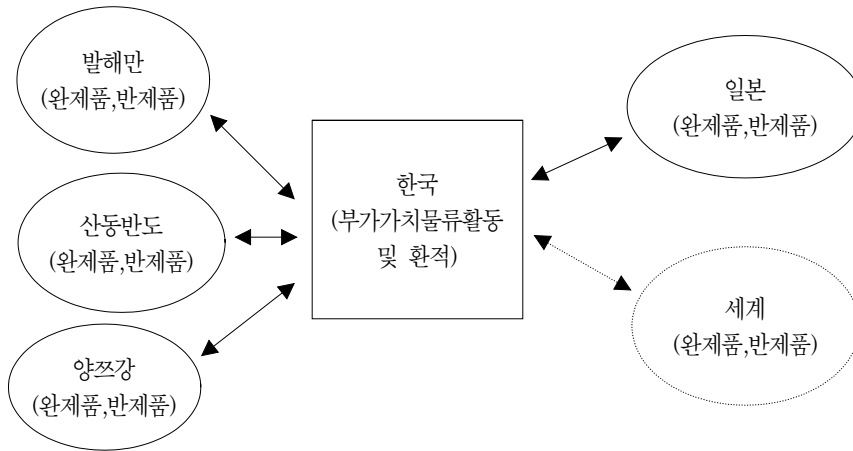 발해만
(완제품,반제품)
산동반도
(완제품,반제품)
양쯔강
(완제품,반제품)
한국
(부가가치물류활동
및 환적)
일본
(완제품,반제품)
세계
(완제품,반제품)